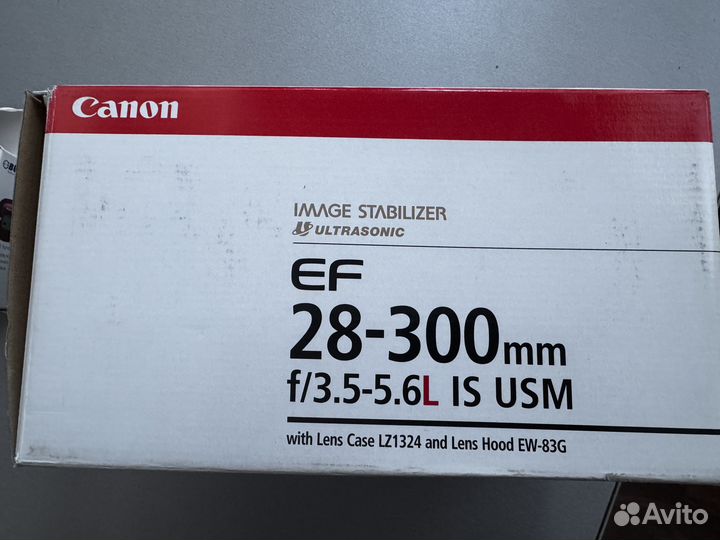 Canon
IMAGE STABILIZER
ULTRASONIC
EF
28-300mm
f/3.5-5.6L IS USM
with Lens Case LZ1324 and Lens Hood EW-83G
Avito